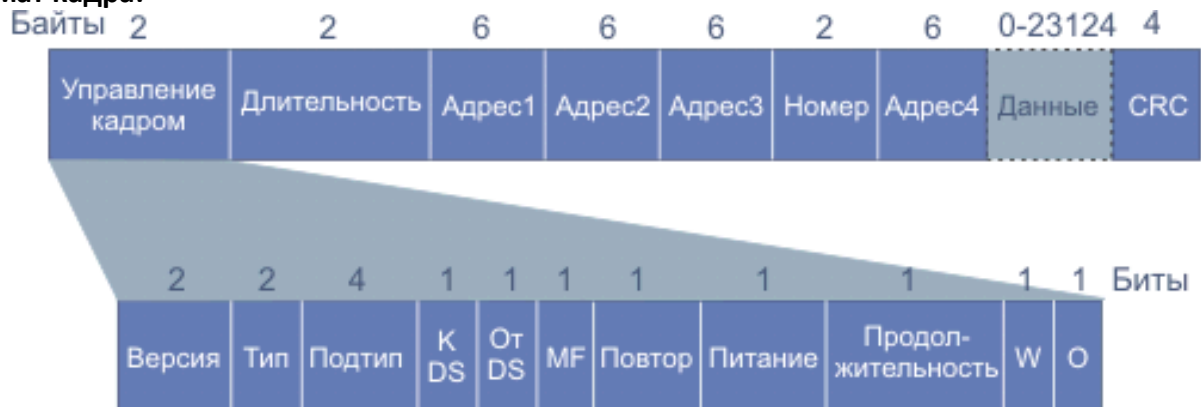 Байты 2 2 6 6 6 2 6 0-23124 4
Управление кадром Длительность Адрес1 Адрес2 Адрес3 Номер Адрес4 Данные CRC
2 2 4 1 1 1 1 1 1 1 1 Биты
Версия Тип Подтип К DS От DS MF Повтор Питание Продол-
жительность W O